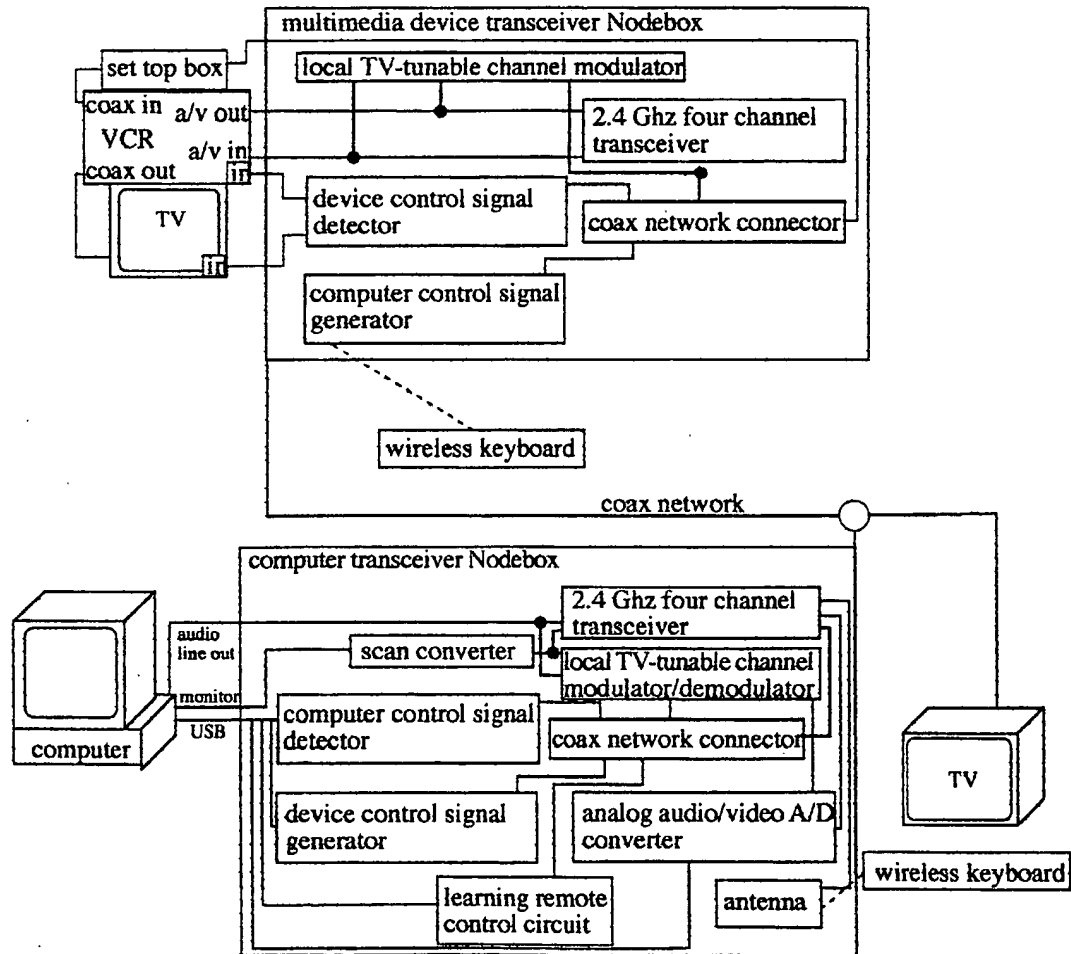 multimedia device transceiver Nodebox
set top box
local TV-tunable channel modulator
coax in
a/v out
VCR
2.4 Ghz four channel
transceiver
a/v in
coax out
in
TV
device control signal
detector
coax network connector
in
computer control signal
generator
wireless keyboard
coax network
computer transceiver Nodebox
2.4 Ghz four channel
transceiver
audio
line out
scan converter
local TV-tunable channel
modulator/demodulator
monitor
USB
computer control signal
detector
coax network connector
computer
TV
device control signal
generator
analog audio/video A/D
converter
wireless keyboard
learning remote
control circuit
antenna